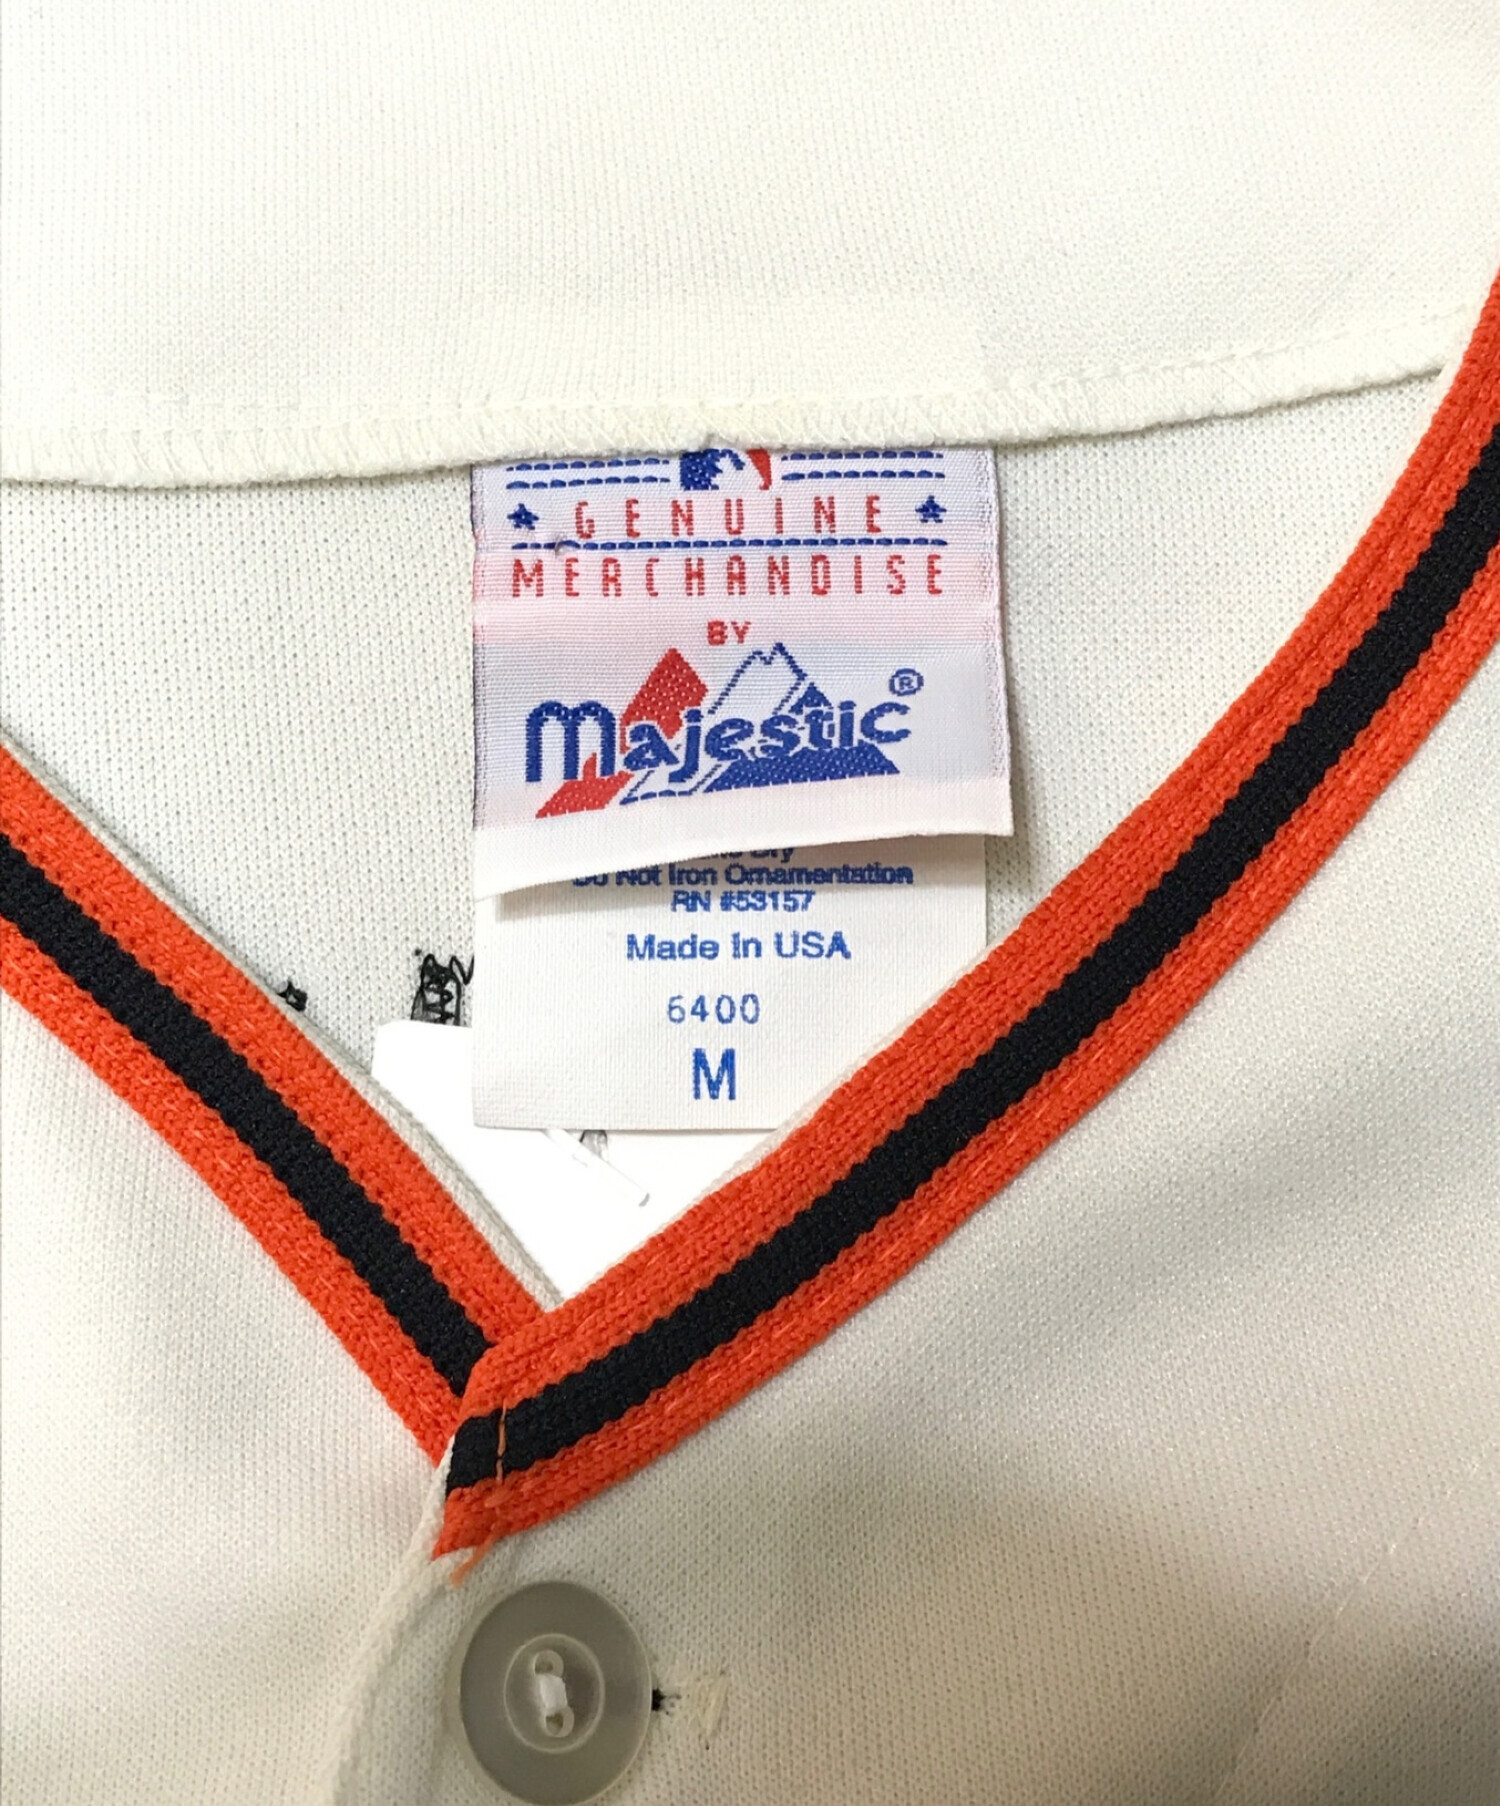 GENUINE
MERCHANDISE
BY
Majestic®
Do Not Iron Ornamentation
RN #53157
Made In USA
6400
M